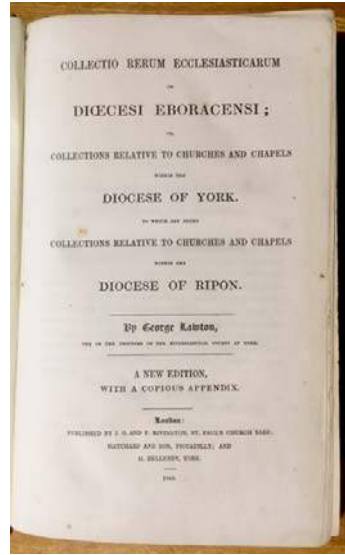 COLLECTIO RERUM ECCLESIASTICARUM
DE
DIŒCESI EBORACENSI;
OR,
COLLECTIONS RELATIVE TO CHURCHES AND CHAPELS
WITHIN THE
DIOCESE OF YORK.
TO WHICH ARE ADDED
COLLECTIONS RELATIVE TO CHURCHES AND CHAPELS
WITHIN THE
DIOCESE OF RIPON.
By George Lawton,
ONE OF THE PROCTORS OF THE ECCLESIASTICAL COURTS AT YORK.
A NEW EDITION,
WITH A COPIOUS APPENDIX.
London:
PUBLISHED BY J. G. AND F. RIVINGTON, ST. PAUL'S CHURCH YARD;
HATCHARD AND SON, PICCADILLY; AND
H. BELLERBY, YORK.